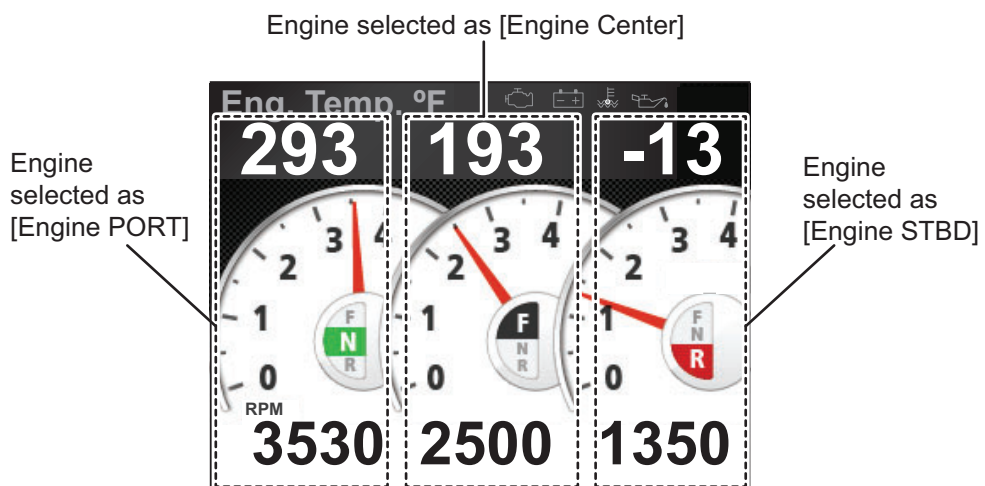 Engine selected as [Engine Center]
Eng. Temp. ºF
293 193 -13
Engine
selected as
[Engine PORT]
Engine
selected as
[Engine STBD]
0 1 2 3 4
F
N
R
0 1 2 3 4
F
N
R
0 1 2 3 4
F
N
R
RPM
3530 2500 1350